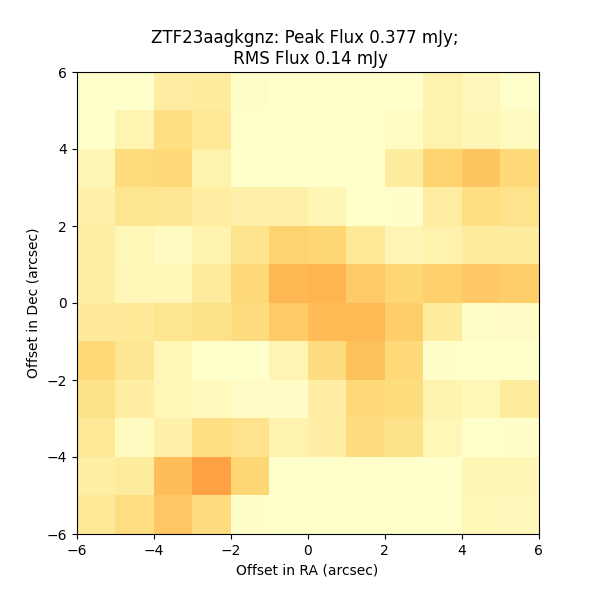 ZTF23aagkgnz: Peak Flux 0.377 mJy;
RMS Flux 0.14 mJy
6
4
2
0
−2
−4
−6
Offset in Dec (arcsec)
−6 −4 −2 0 2 4 6
Offset in RA (arcsec)